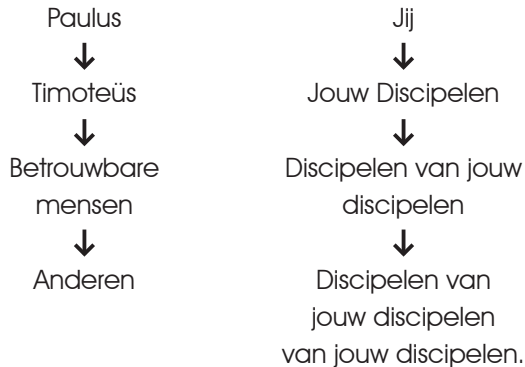 Paulus
↓
Timoteüs
↓
Betrouwbare
mensen
↓
Anderen
Jij
↓
Jouw Discipelen
↓
Discipelen van jouw
discipelen
↓
Discipelen van
jouw discipelen
van jouw discipelen.